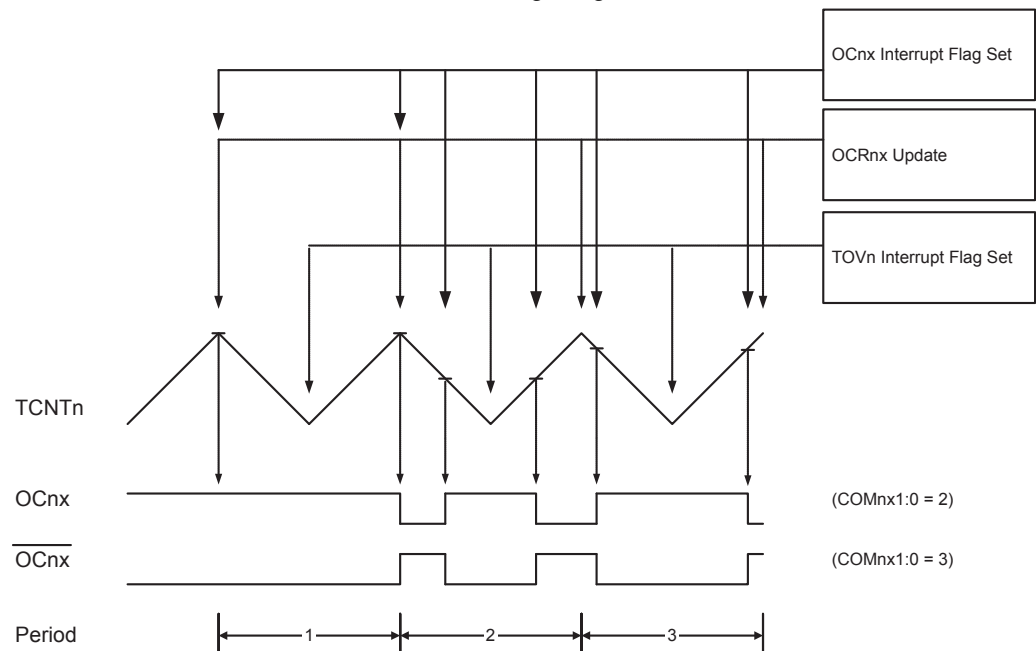 OCnx Interrupt Flag Set
OCRnx Update
TOVn Interrupt Flag Set
TCNTn
OCnx
(COMnx1:0 = 2)
OCnx
(COMnx1:0 = 3)
Period
1
2
3